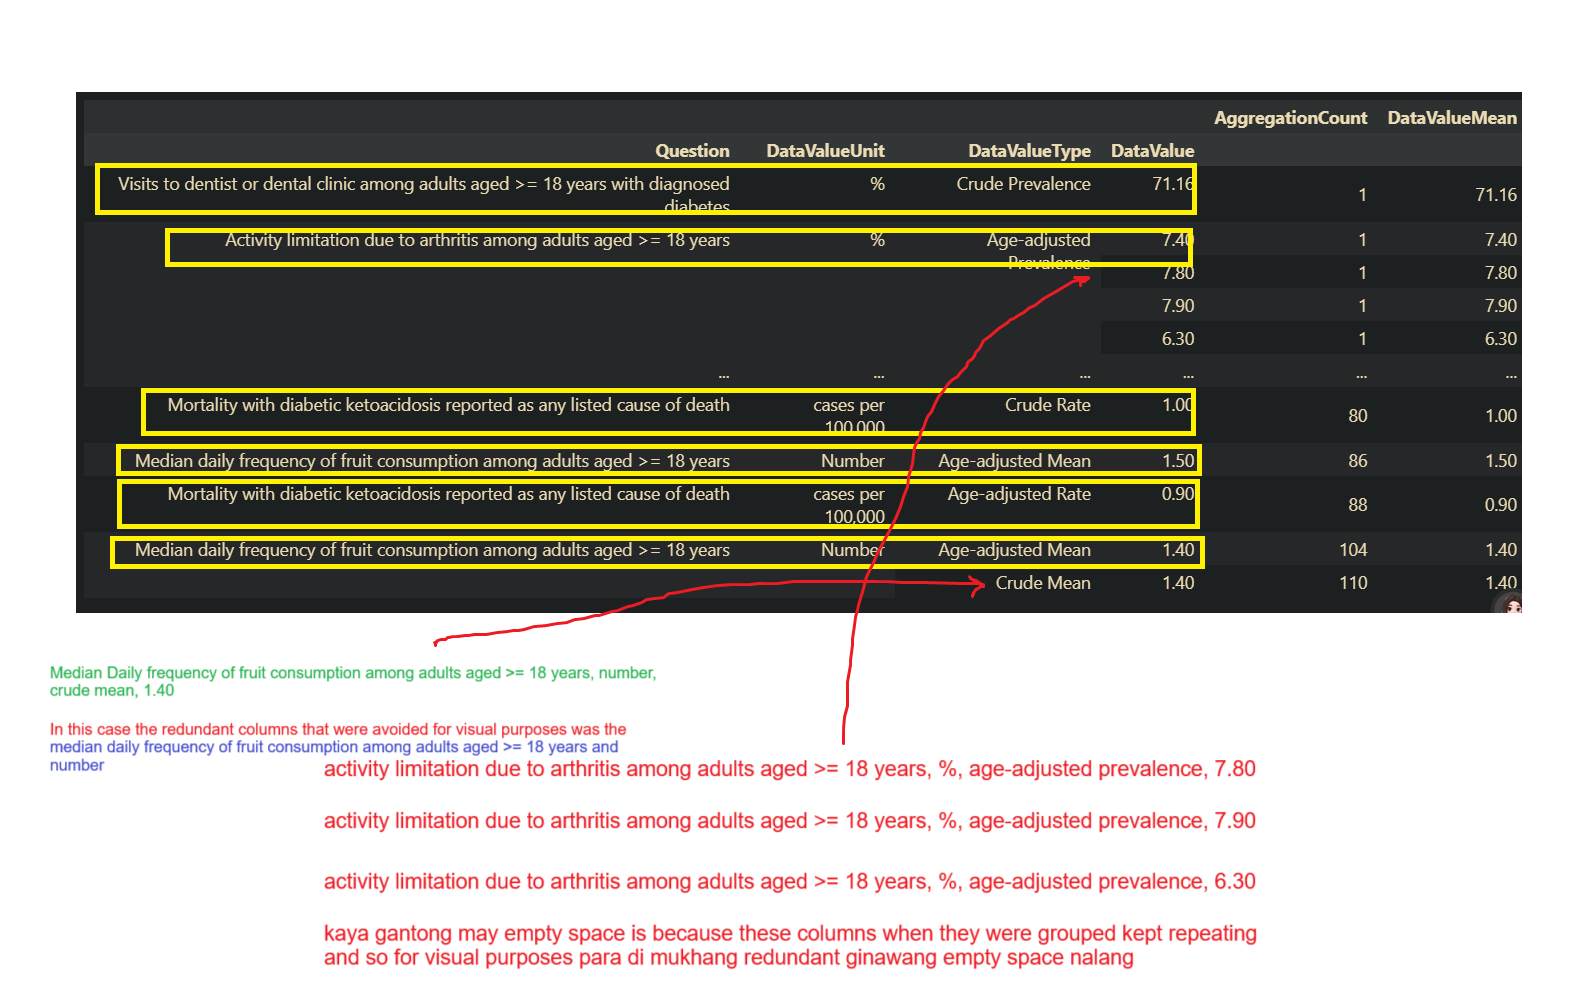 AggregationCount DataValueMean
Question DataValueUnit DataValueType DataValue
Visits to dentist or dental clinic among adults aged >= 18 years with diagnosed % Crude Prevalence 71.16
diabetes 1 71.16
Activity limitation due to arthritis among adults aged >= 18 years % Age-adjusted 7.40 1 7.40
Prevalence
7.80 1 7.80
7.90 1 7.90
6.30 1 6.30
... ... ... ... ... ...
Mortality with diabetic ketoacidosis reported as any listed cause of death cases per Crude Rate 1.00
100,000 80 1.00
Median daily frequency of fruit consumption among adults aged >= 18 years Number Age-adjusted Mean 1.50 86 1.50
Mortality with diabetic ketoacidosis reported as any listed cause of death cases per Age-adjusted Rate 0.90
100,000 88 0.90
Median daily frequency of fruit consumption among adults aged >= 18 years Number Age-adjusted Mean 1.40 104 1.40
Crude Mean 1.40 110 1.40
Median Daily frequency of fruit consumption among adults aged >= 18 years, number,
crude mean, 1.40
In this case the redundant columns that were avoided for visual purposes was the
median daily frequency of fruit consumption among adults aged >= 18 years and
number
activity limitation due to arthritis among adults aged >= 18 years, %, age-adjusted prevalence, 7.80
activity limitation due to arthritis among adults aged >= 18 years, %, age-adjusted prevalence, 7.90
activity limitation due to arthritis among adults aged >= 18 years, %, age-adjusted prevalence, 6.30
kaya gantong may empty space is because these columns when they were grouped kept repeating
and so for visual purposes para di mukhang redundant ginawang empty space nalang